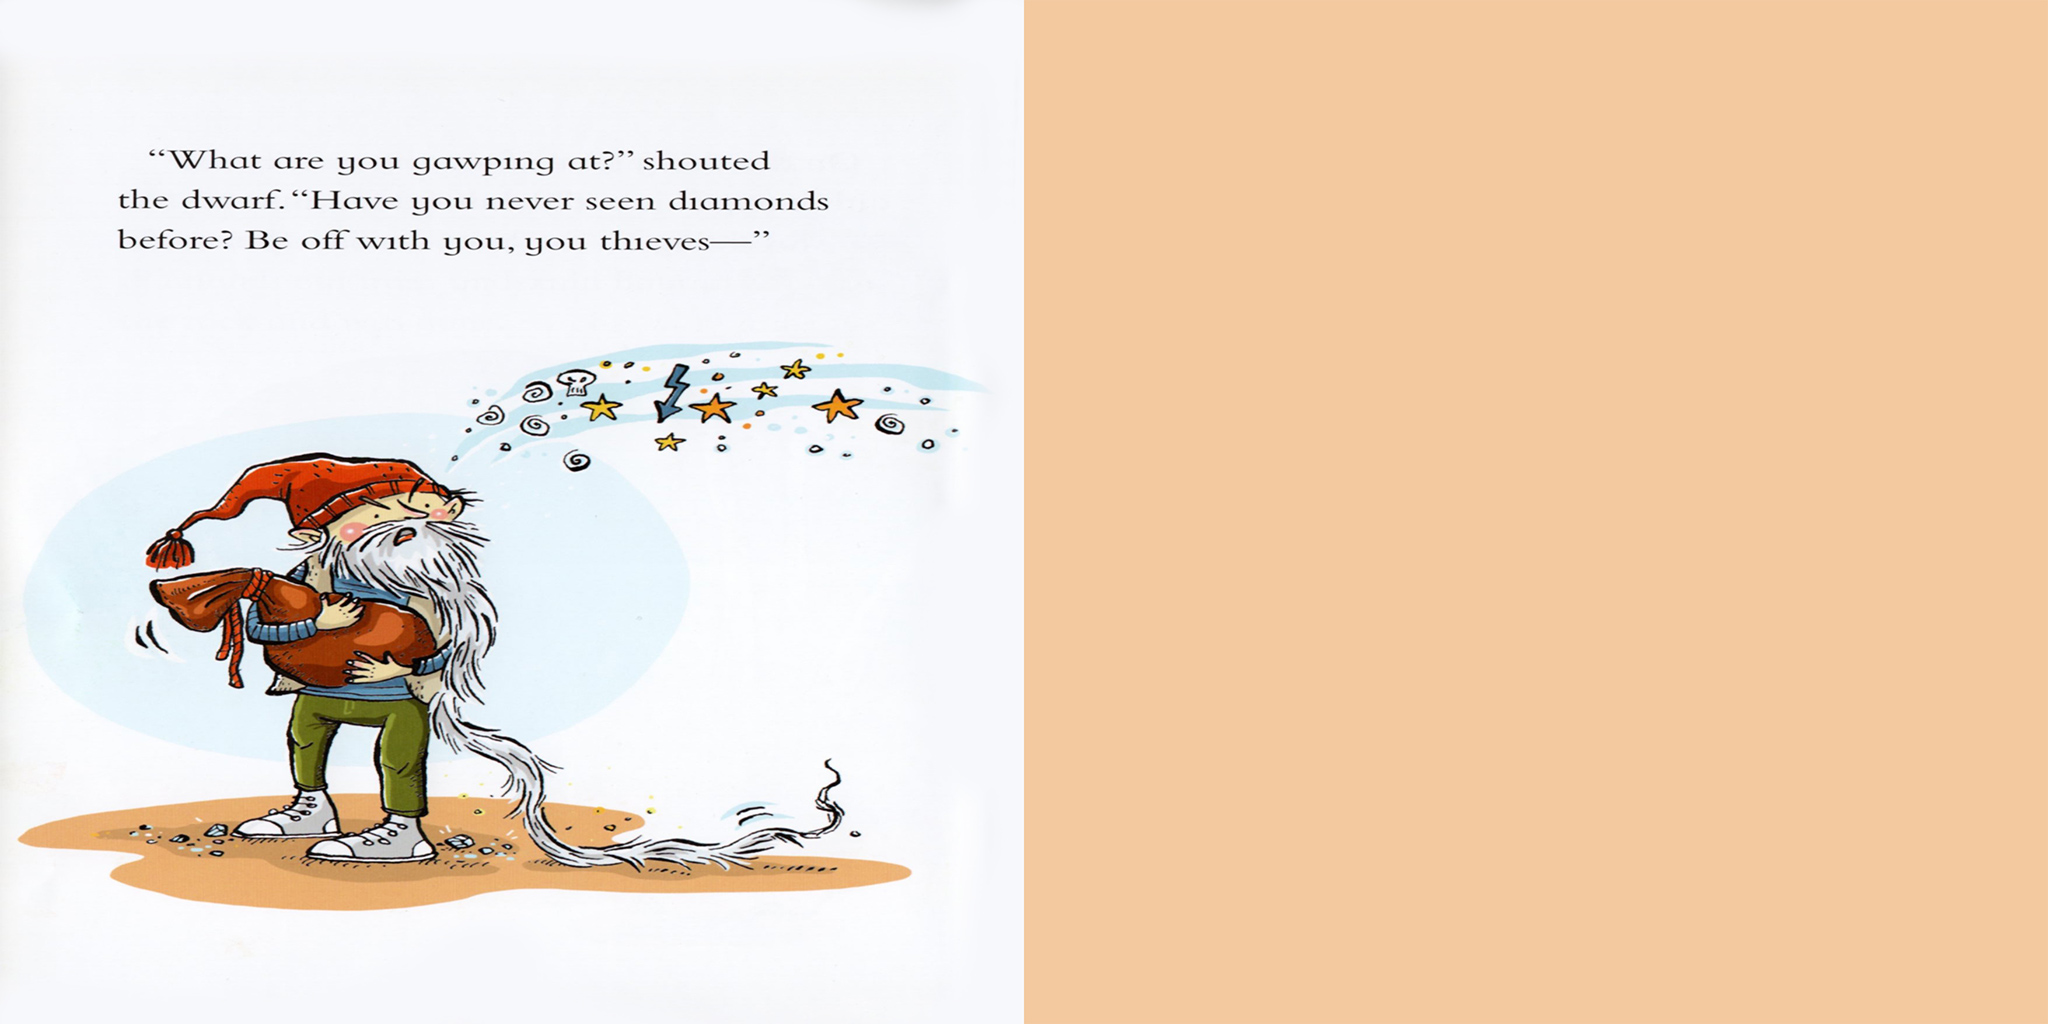 “What are you gawping at?” shouted
the dwarf. “Have you never seen diamonds
before? Be off with you, you thieves—”